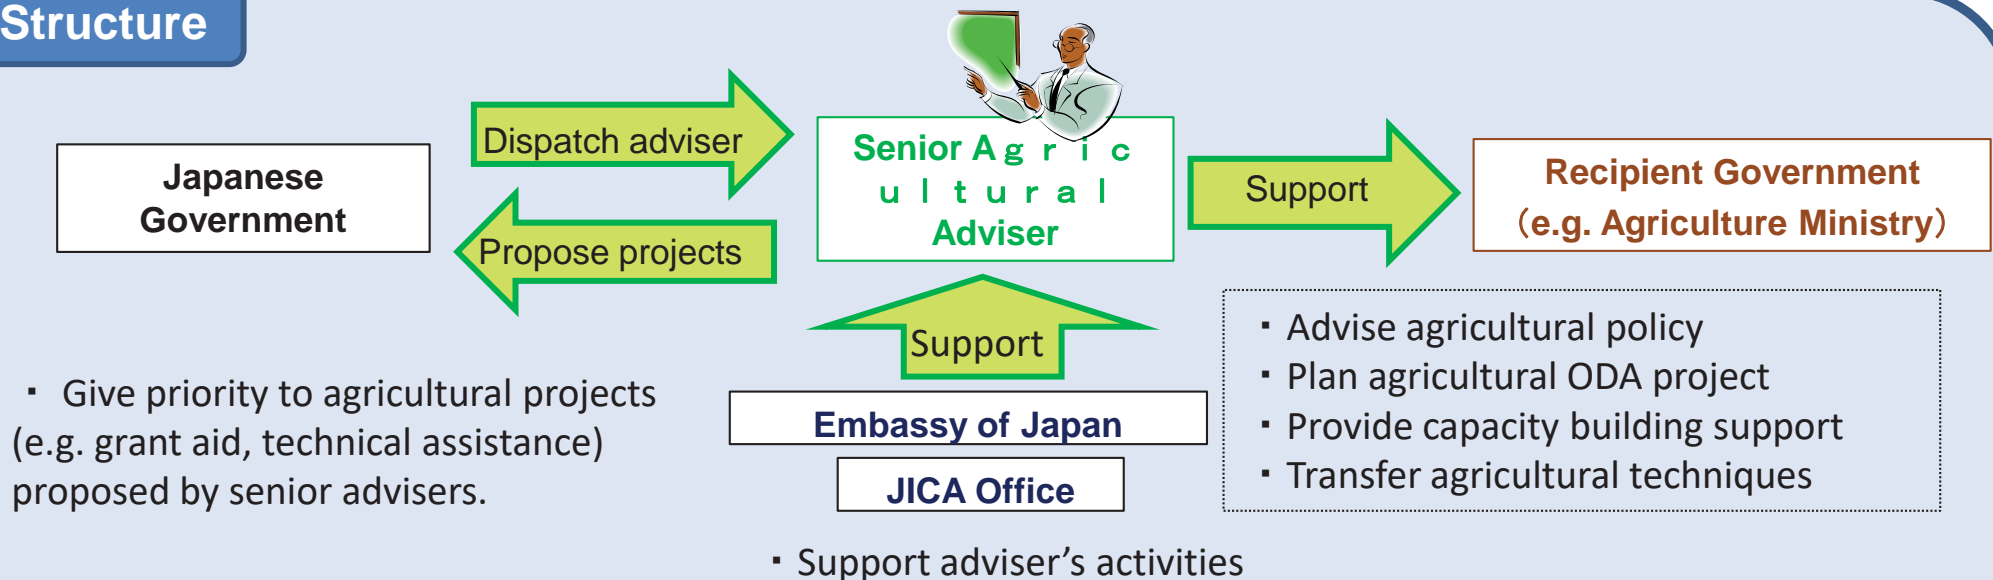 Structure
Dispatch adviser
Japanese
Government
Propose projects
Senior Ａｇｒｉｃ
ｕｌｔｕｒａｌ
Adviser
Support
Recipient Government
（e.g. Agriculture Ministry）
Support
Embassy of Japan
JICA Office
・ Give priority to agricultural projects
(e.g. grant aid, technical assistance)
proposed by senior advisers.
・Advise agricultural policy
・Plan agricultural ODA project
・Provide capacity building support
・Transfer agricultural techniques
・Support adviser’s activities